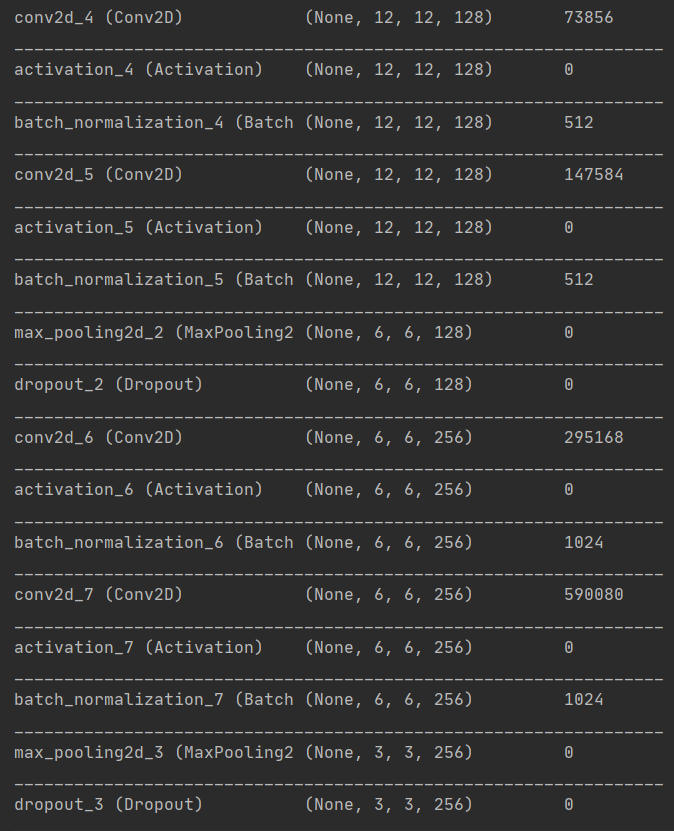 conv2d_4 (Conv2D) (None, 12, 12, 128) 73856
_________________________________________________________________
activation_4 (Activation) (None, 12, 12, 128) 0
_________________________________________________________________
batch_normalization_4 (Batch (None, 12, 12, 128) 512
_________________________________________________________________
conv2d_5 (Conv2D) (None, 12, 12, 128) 147584
_________________________________________________________________
activation_5 (Activation) (None, 12, 12, 128) 0
_________________________________________________________________
batch_normalization_5 (Batch (None, 12, 12, 128) 512
_________________________________________________________________
max_pooling2d_2 (MaxPooling2 (None, 6, 6, 128) 0
_________________________________________________________________
dropout_2 (Dropout) (None, 6, 6, 128) 0
_________________________________________________________________
conv2d_6 (Conv2D) (None, 6, 6, 256) 295168
_________________________________________________________________
activation_6 (Activation) (None, 6, 6, 256) 0
_________________________________________________________________
batch_normalization_6 (Batch (None, 6, 6, 256) 1024
_________________________________________________________________
conv2d_7 (Conv2D) (None, 6, 6, 256) 590080
_________________________________________________________________
activation_7 (Activation) (None, 6, 6, 256) 0
_________________________________________________________________
batch_normalization_7 (Batch (None, 6, 6, 256) 1024
_________________________________________________________________
max_pooling2d_3 (MaxPooling2 (None, 3, 3, 256) 0
_________________________________________________________________
dropout_3 (Dropout) (None, 3, 3, 256) 0